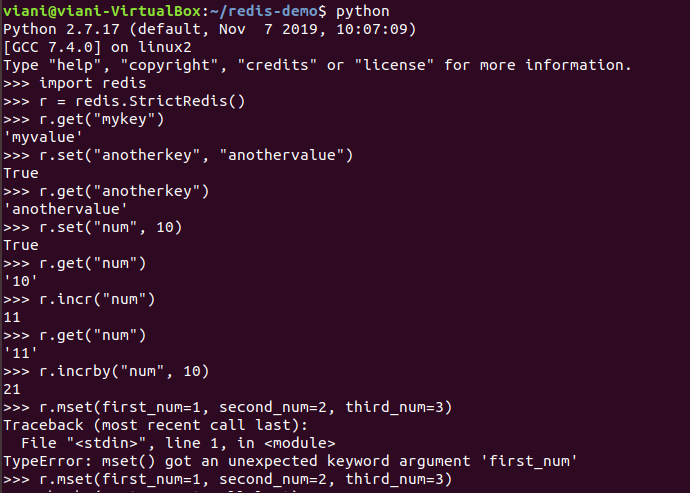 viani@viani-VirtualBox:~/redis-demo$ python
Python 2.7.17 (default, Nov  7 2019, 10:07:09)
[GCC 7.4.0] on linux2
Type "help", "copyright", "credits" or "license" for more information.
>>> import redis
>>> r = redis.StrictRedis()
>>> r.get("mykey")
'myvalue'
>>> r.set("anotherkey", "anothervalue")
True
>>> r.get("anotherkey")
'anothervalue'
>>> r.set("num", 10)
True
>>> r.get("num")
'10'
>>> r.incr("num")
11
>>> r.get("num")
'11'
>>> r.incrby("num", 10)
21
>>> r.mset(first_num=1, second_num=2, third_num=3)
Traceback (most recent call last):
  File "<stdin>", line 1, in <module>
TypeError: mset() got an unexpected keyword argument 'first_num'
>>> r.mset(first_num=1, second_num=2, third_num=3)